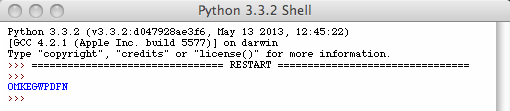 Python 3.3.2 Shell
Python 3.3.2 (v3.3.2:d047928ae3f6, May 13 2013, 12:45:22)
[GCC 4.2.1 (Apple Inc. build 5577)] on darwin
Type "copyright", "credits" or "license()" for more information.
>>> ================================ RESTART ================================
>>>
OMKEGWPDFN
>>>